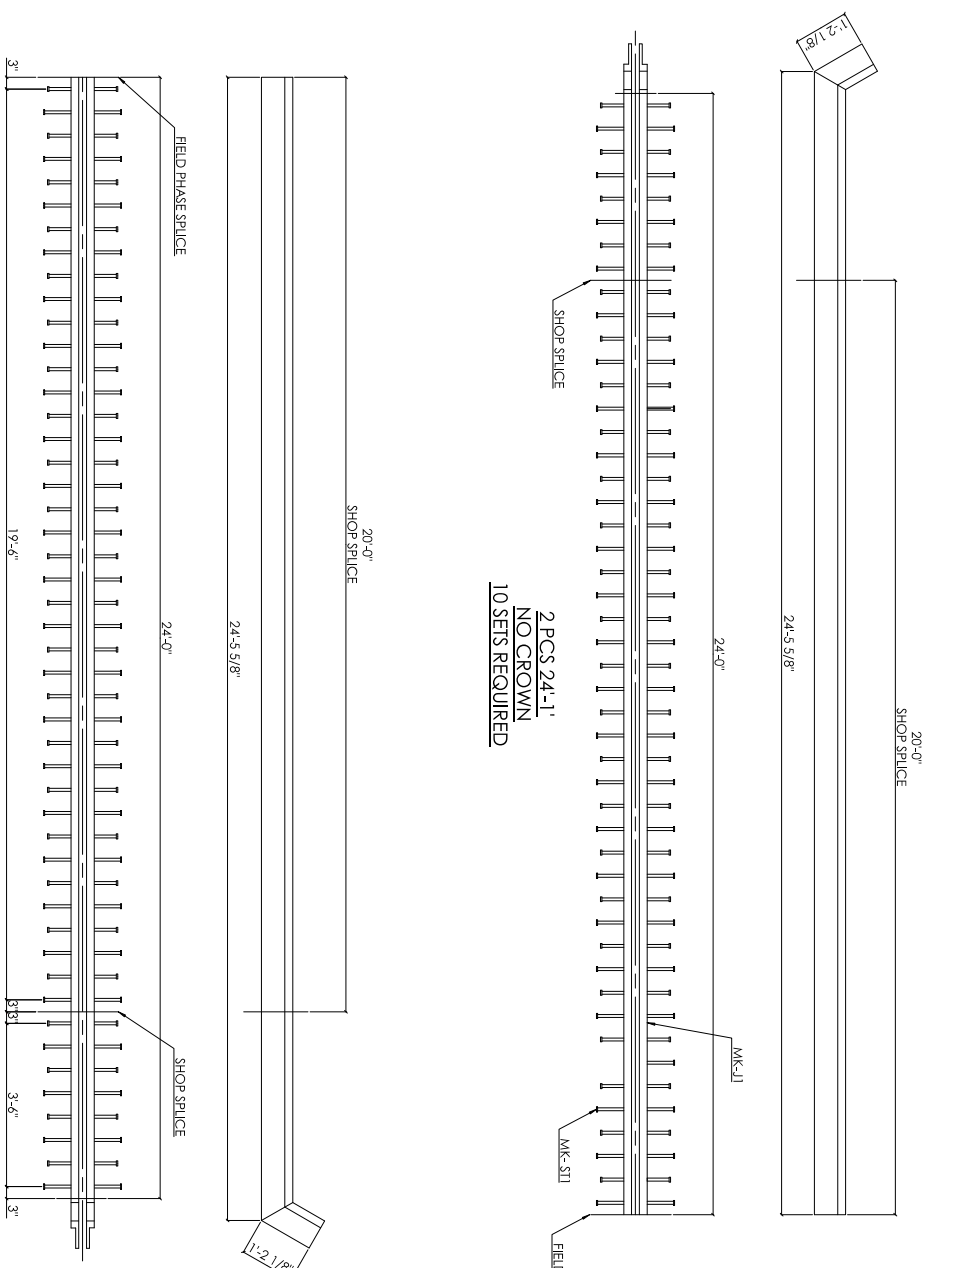 1'-2 1/8"
20'-0"
SHOP SPLICE
24'-5 5/8"
24'-0"
MK-J1
SHOP SPLICE
MK- ST1
FIEL
2 PCS 24'-1'
NO CROWN
10 SETS REQUIRED
20'-0"
SHOP SPLICE
24'-5 5/8"
1'-2 1/8"
24'-0"
FIELD PHASE SPLICE
SHOP SPLICE
3"
19'-6"
3"
3"
3'-6"
3"